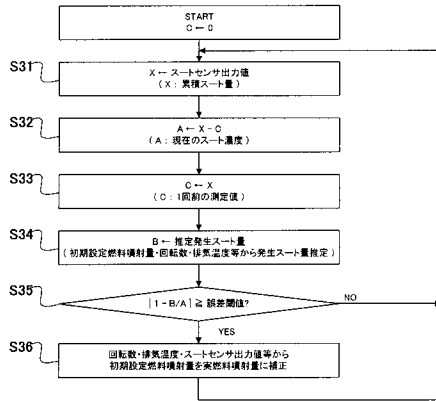 START
C ← 0
S31
X ← スートセンサ出力値
(X:累積スート量)
S32
A ← X - C
(A:現在のスート濃度)
S33
C ← X
(C:1回前の測定値)
S34
B ← 推定発生スート量
(初期設定燃料噴射量・回転数・排気温度等から発生スート量推定)
S35
|1-B/A|≧ 誤差閾値?
NO
YES
S36
回転数・排気温度・スートセンサ出力値等から
初期設定燃料噴射量を実燃料噴射量に補正